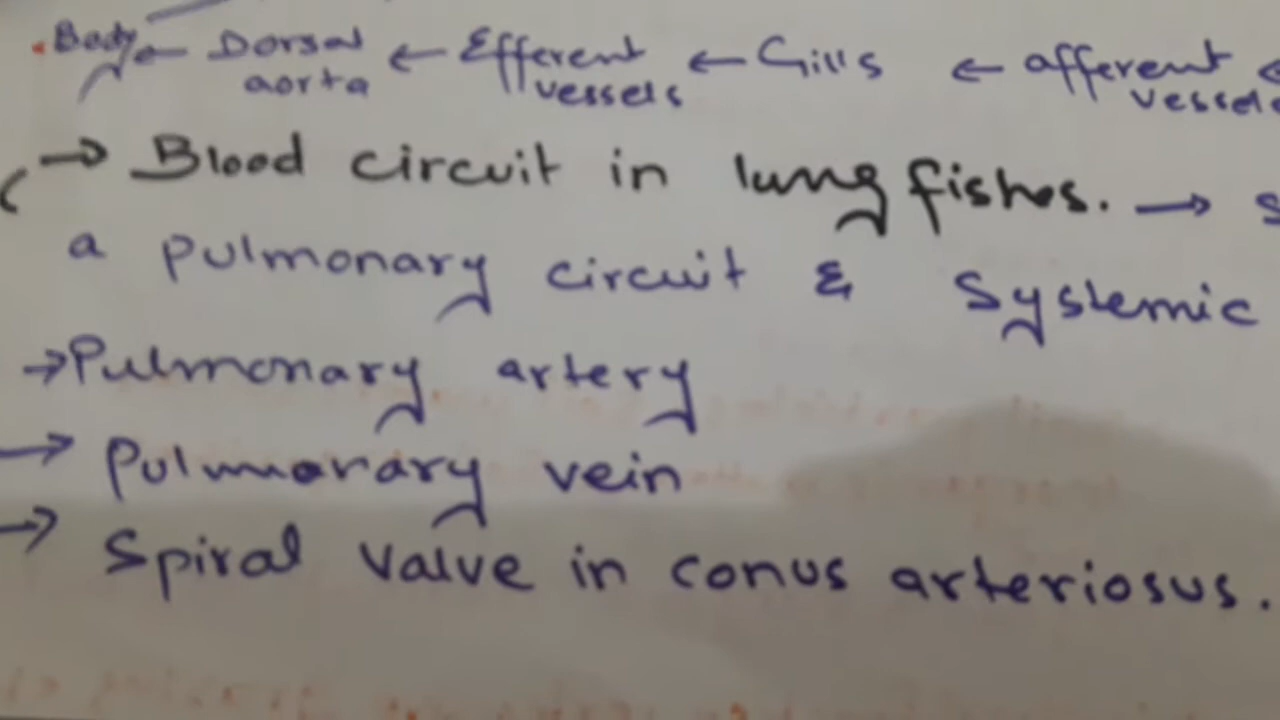 . Body ← Dorsal aorta ← Efferent vessels ← Gills ← afferent vessels
→ Blood circuit in lung fishes. →
a pulmonary circuit & Systemic
→ Pulmonary artery
→ Pulmunarary vein
→ Spiral valve in conus arteriosus.